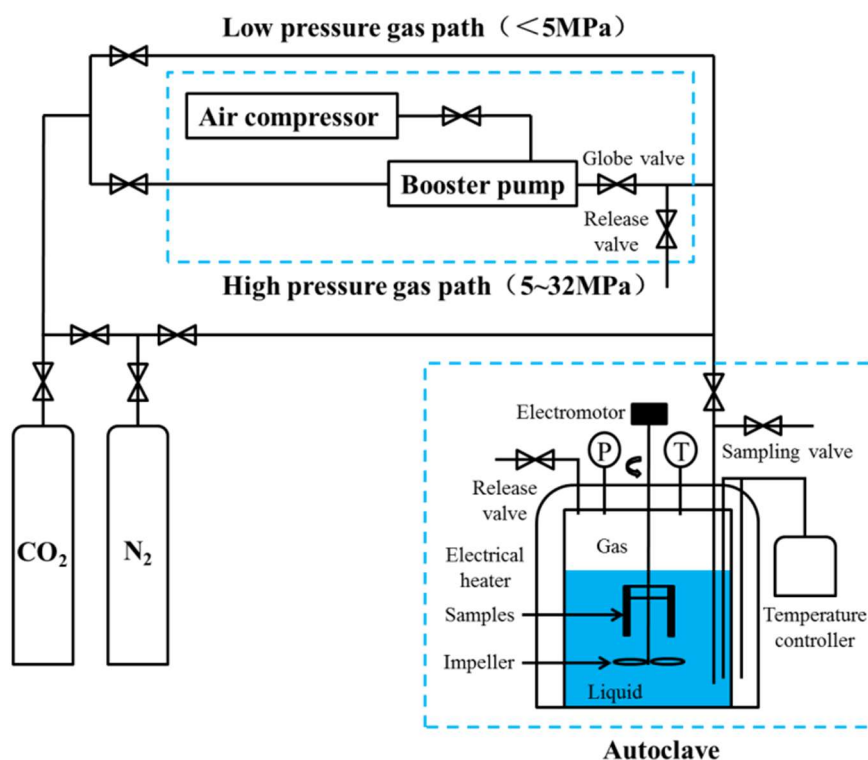 Low pressure gas path（<5MPa）
Air compressor
Globe valve
Booster pump
Release
valve
High pressure gas path（5~32MPa）
Electromotor
Sampling valve
P
T
Release
valve
CO₂
N₂
Gas
Electrical
heater
Samples
Temperature
controller
Impeller
Liquid
Autoclave